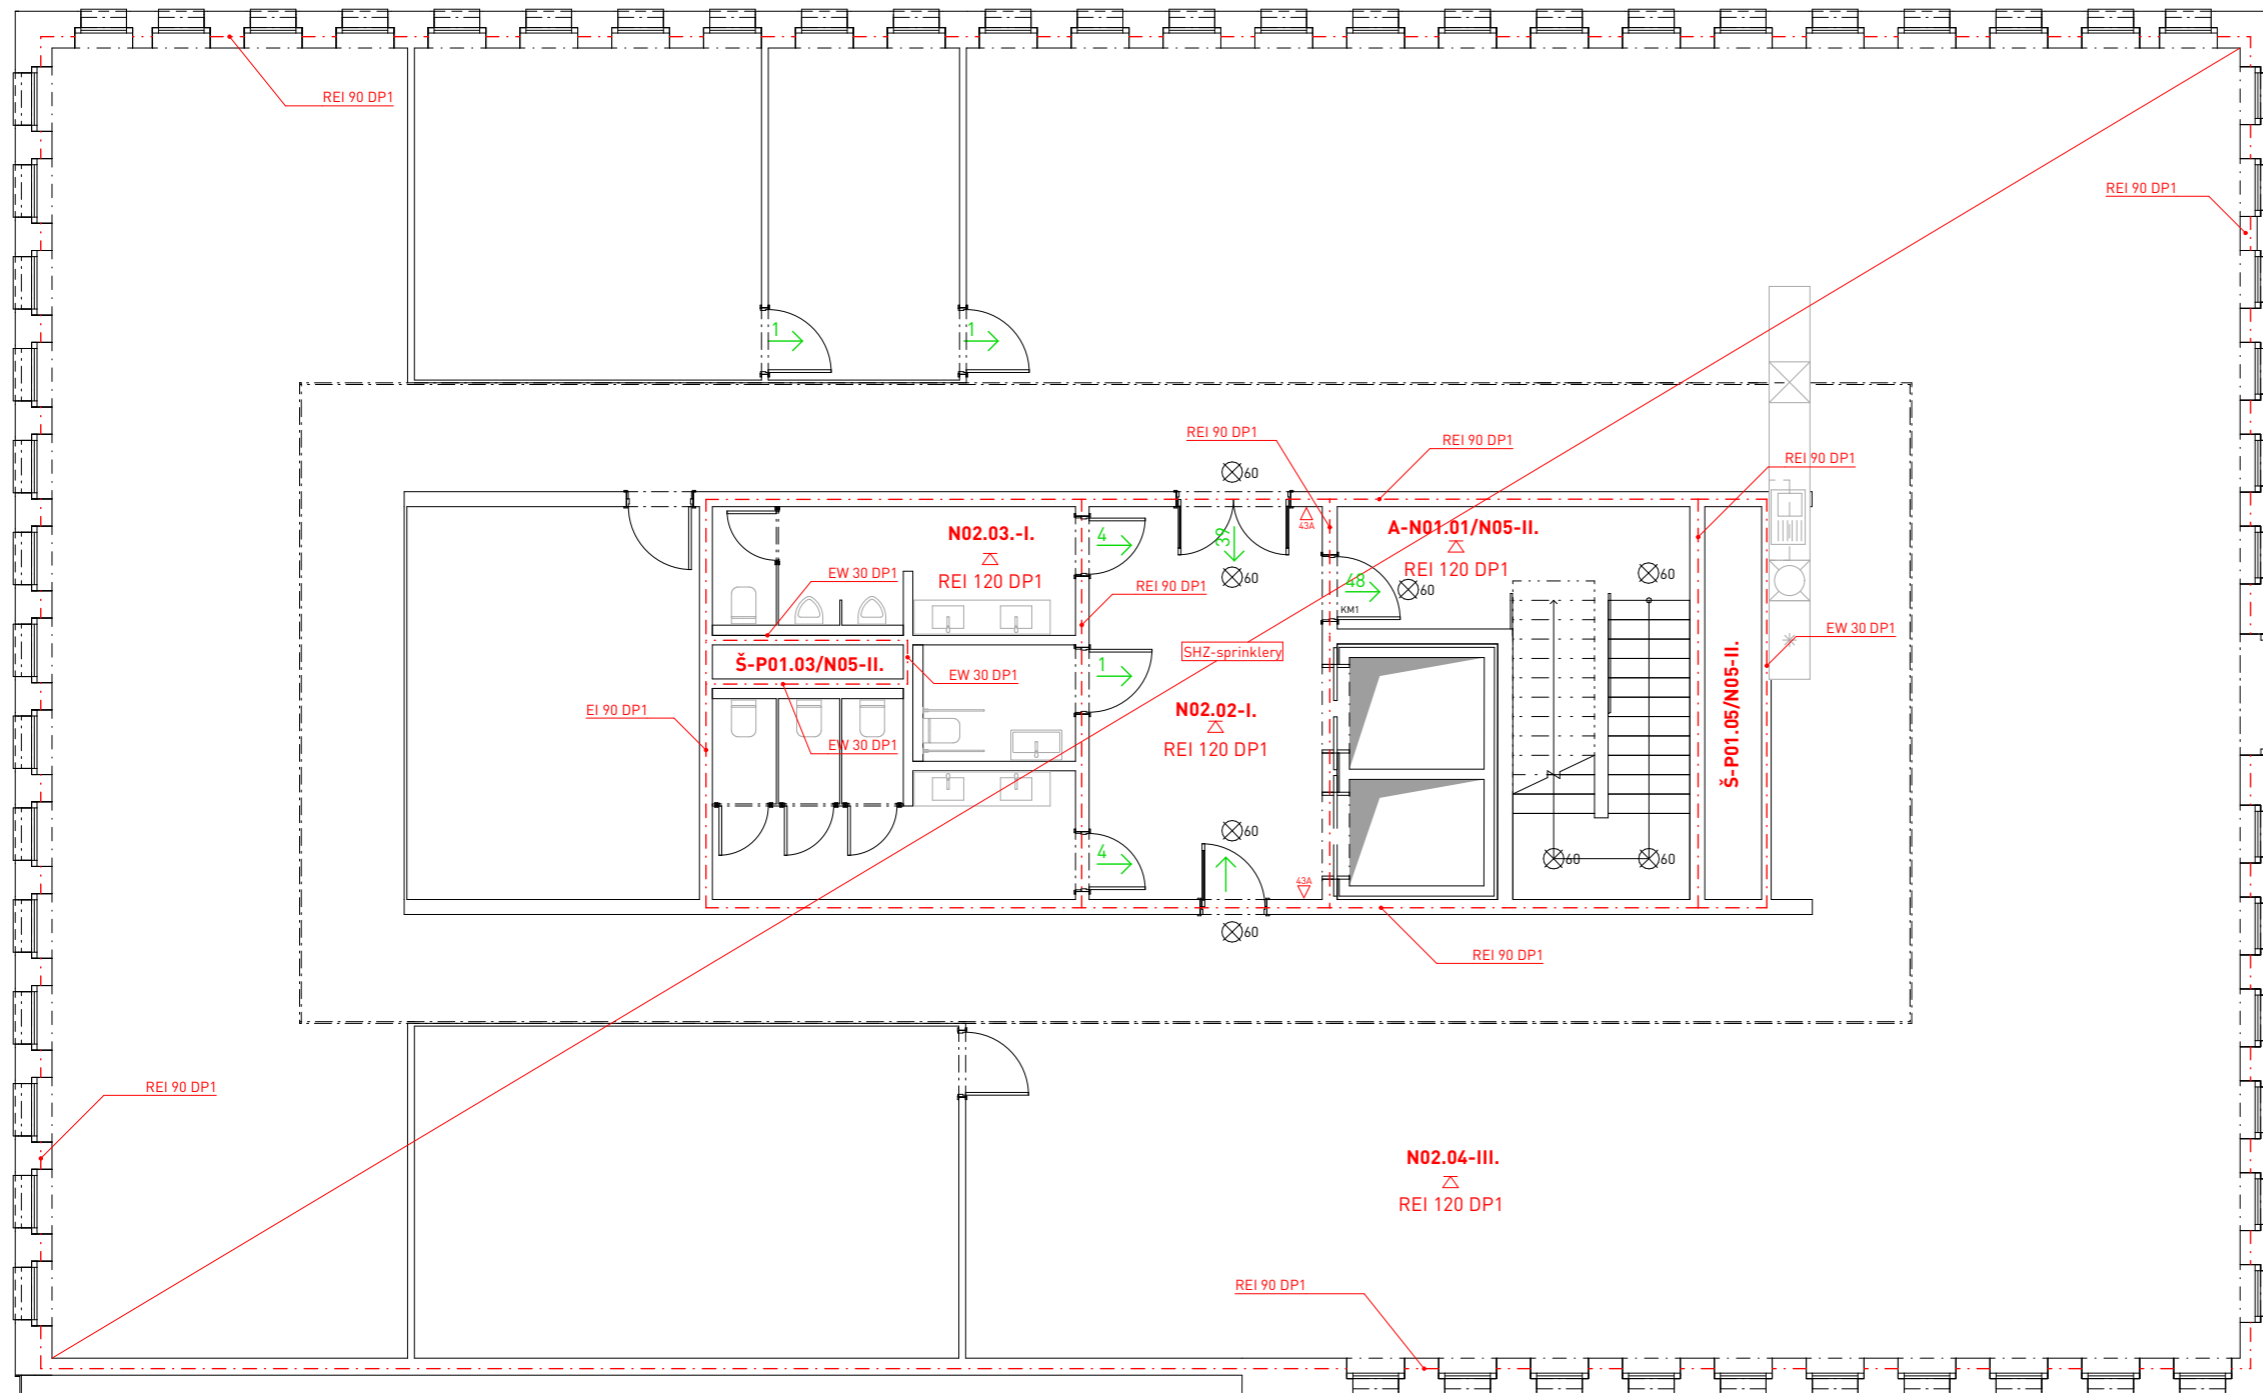 REI 90 DP1
REI 90 DP1
1
1
REI 90 DP1
REI 90 DP1
REI 90 DP1
60
43A
N02.03.-I.
REI 120 DP1
4
39
60
A-N01.01/N05-II.
REI 120 DP1
48
60
60
KM1
EW 30 DP1
REI 90 DP1
EW 30 DP1
SHZ-sprinklery
Š-P01.03/N05-II.
EW 30 DP1
1
EI 90 DP1
EW 30 DP1
N02.02-I.
REI 120 DP1
Š-P01.05/N05-II.
60
4
60
60
43A
60
REI 90 DP1
REI 90 DP1
N02.04-III.
REI 120 DP1
REI 90 DP1